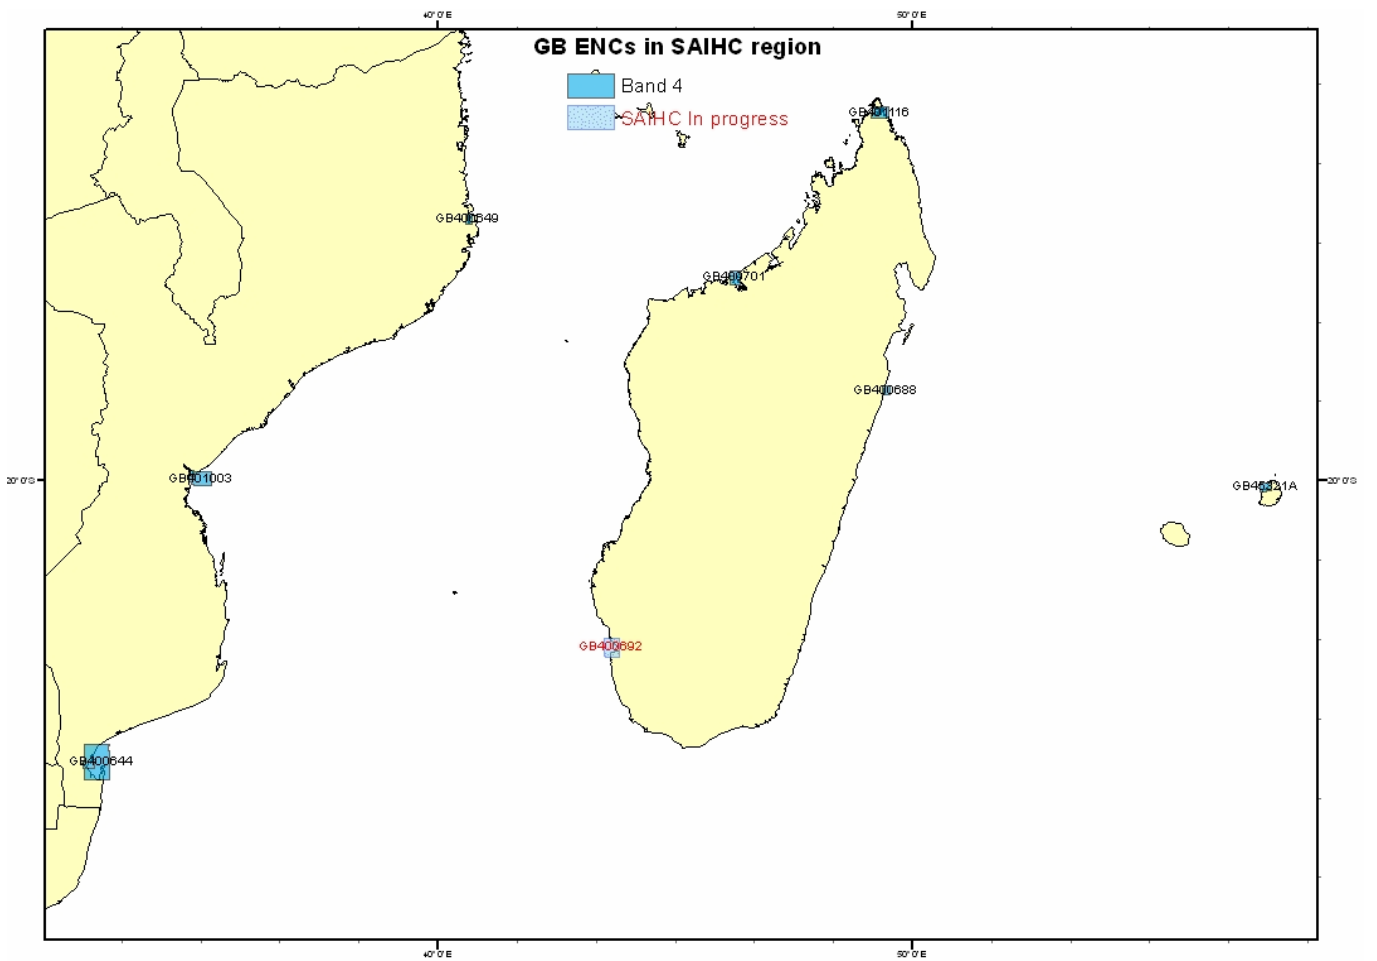 40° 0'E
50° 0'E
GB ENCs in SAIHC region
Band 4
SAIHC In progress
GB401116
GB400649
GB400701
GB400688
GB401003
20° 0'S
20° 0'S
GB45321A
GB400692
GB400644
40° 0'E
50° 0'E